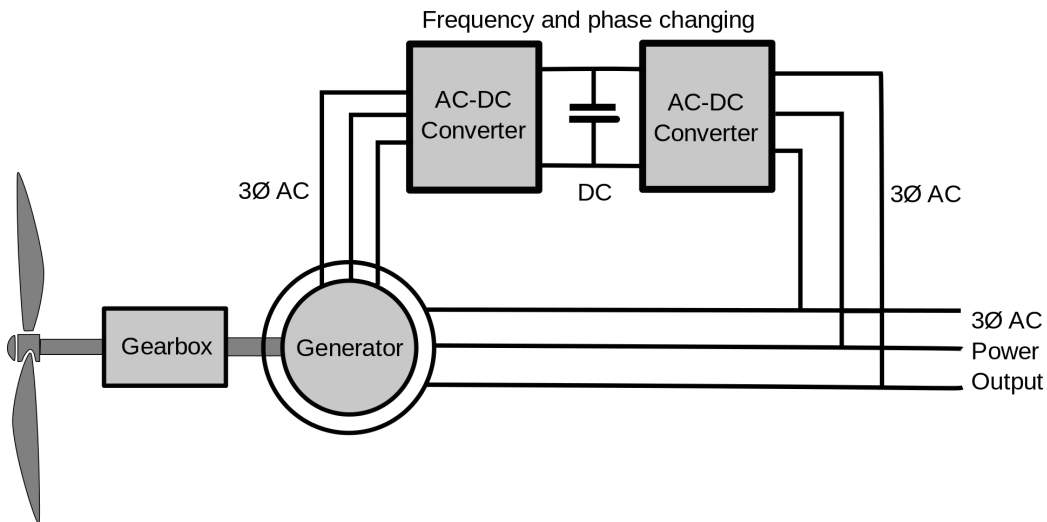 Frequency and phase changing
AC-DC
Converter
AC-DC
Converter
3Ø AC
DC
3Ø AC
Gearbox
Generator
3Ø AC
Power
Output